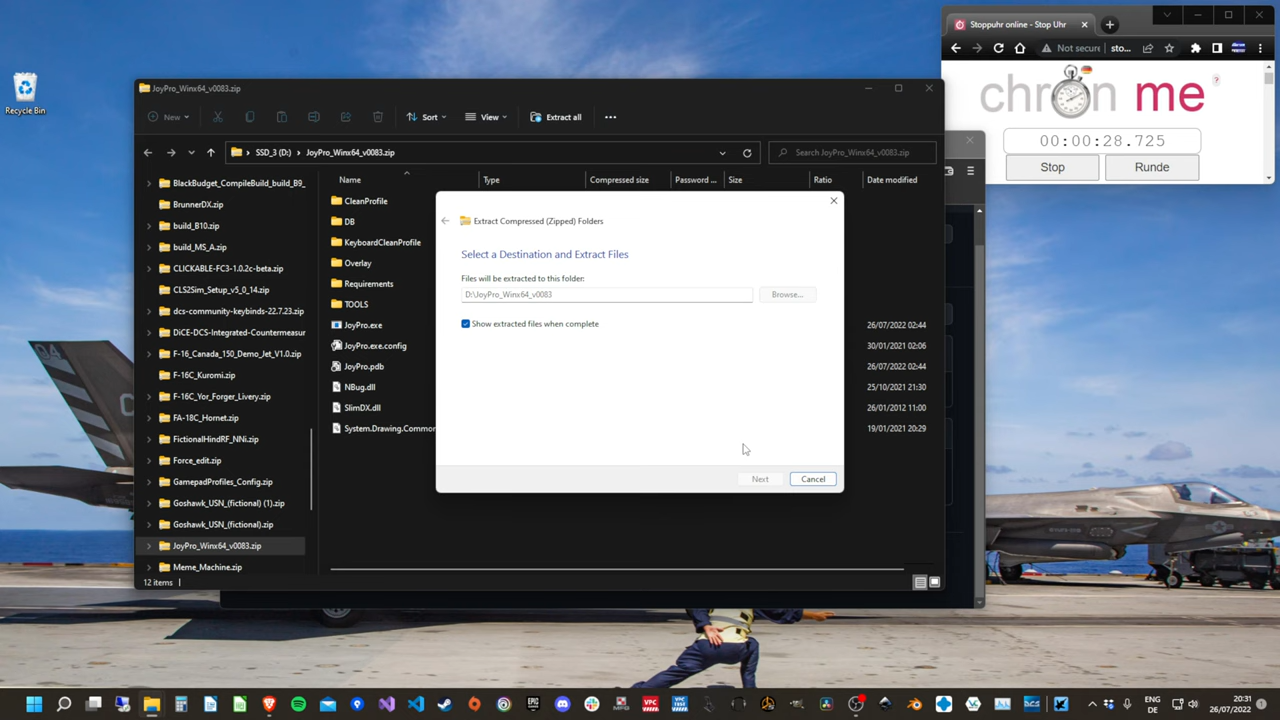 Recycle Bin
Stoppuhr online - Stop Uhr
Not secure
sto...
chron me
?
00:00:28.725
Stop
Runde
JoyPro_Winx64_v0083.zip
New
Sort
View
Extract all
SSD_3 (D:)
JoyPro_Winx64_v0083.zip
Search JoyPro_Winx64_v0083.zip
Name
Type
Compressed size
Password ...
Size
Ratio
Date modified
BlackBudget_CompileBuild_build_B9_
BrunnerDX.zip
build_B10.zip
build_MS_A.zip
CLICKABLE-FC3-1.0.2c-beta.zip
CLS2Sim_Setup_v5_0_14.zip
dcs-community-keybinds-22.7.23.zip
DiCE-DCS-Integrated-Countermeasur
F-16_Canada_150_Demo_Jet_V1.0.zip
F-16C_Kuromi.zip
F-16C_Yor_Forger_Livery.zip
FA-18C_Hornet.zip
FictionalHindRF_NNi.zip
Force_edit.zip
GamepadProfiles_Config.zip
Goshawk_USN_(fictional) (1).zip
Goshawk_USN_(fictional).zip
JoyPro_Winx64_v0083.zip
Meme_Machine.zip
CleanProfile
DB
KeyboardCleanProfile
Overlay
Requirements
TOOLS
JoyPro.exe
26/07/2022 02:44
JoyPro.exe.config
30/01/2021 02:06
JoyPro.pdb
26/07/2022 02:44
NBug.dll
25/10/2021 21:30
SlimDX.dll
26/01/2012 11:00
System.Drawing.Common
19/01/2021 20:29
Extract Compressed (Zipped) Folders
Select a Destination and Extract Files
Files will be extracted to this folder:
D:\JoyPro_Winx64_v0083
Browse...
Show extracted files when complete
Next
Cancel
12 items
EPIC
VPC
ENG
DE
20:31
26/07/2022